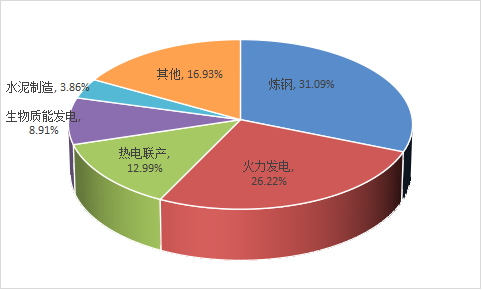 其他, 16.93%
炼钢, 31.09%
水泥制造, 3.86%
生物质能发电,
8.91%
热电联产,
12.99%
火力发电,
26.22%